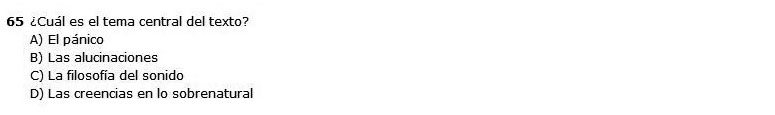 65 ¿Cuál es el tema central del texto?
A) El pánico
B) Las alucinaciones
C) La filosofía del sonido
D) Las creencias en lo sobrenatural